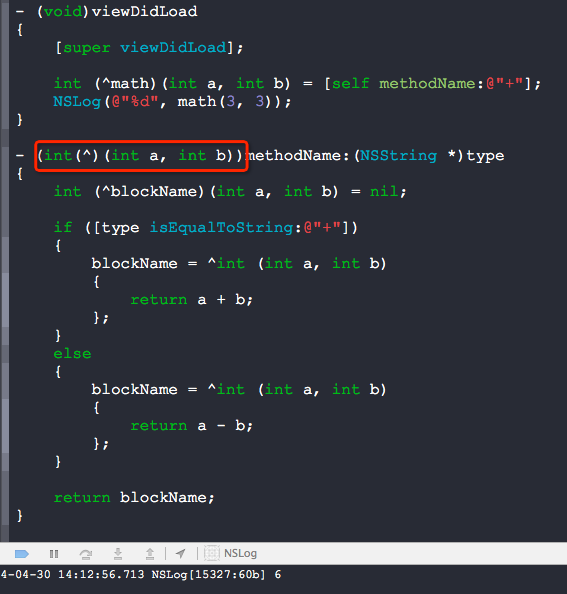 - (void)viewDidLoad
{
    [super viewDidLoad];

    int (^math)(int a, int b) = [self methodName:@"+"];
    NSLog(@"%d", math(3, 3));
}

- (int(^)(int a, int b))methodName:(NSString *)type
{
    int (^blockName)(int a, int b) = nil;

    if ([type isEqualToString:@"+"])
    {
        blockName = ^int (int a, int b)
        {
            return a + b;
        };
    }
    else
    {
        blockName = ^int (int a, int b)
        {
            return a - b;
        };
    }

    return blockName;
}
NSLog
4-04-30 14:12:56.713 NSLog[15327:60b] 6